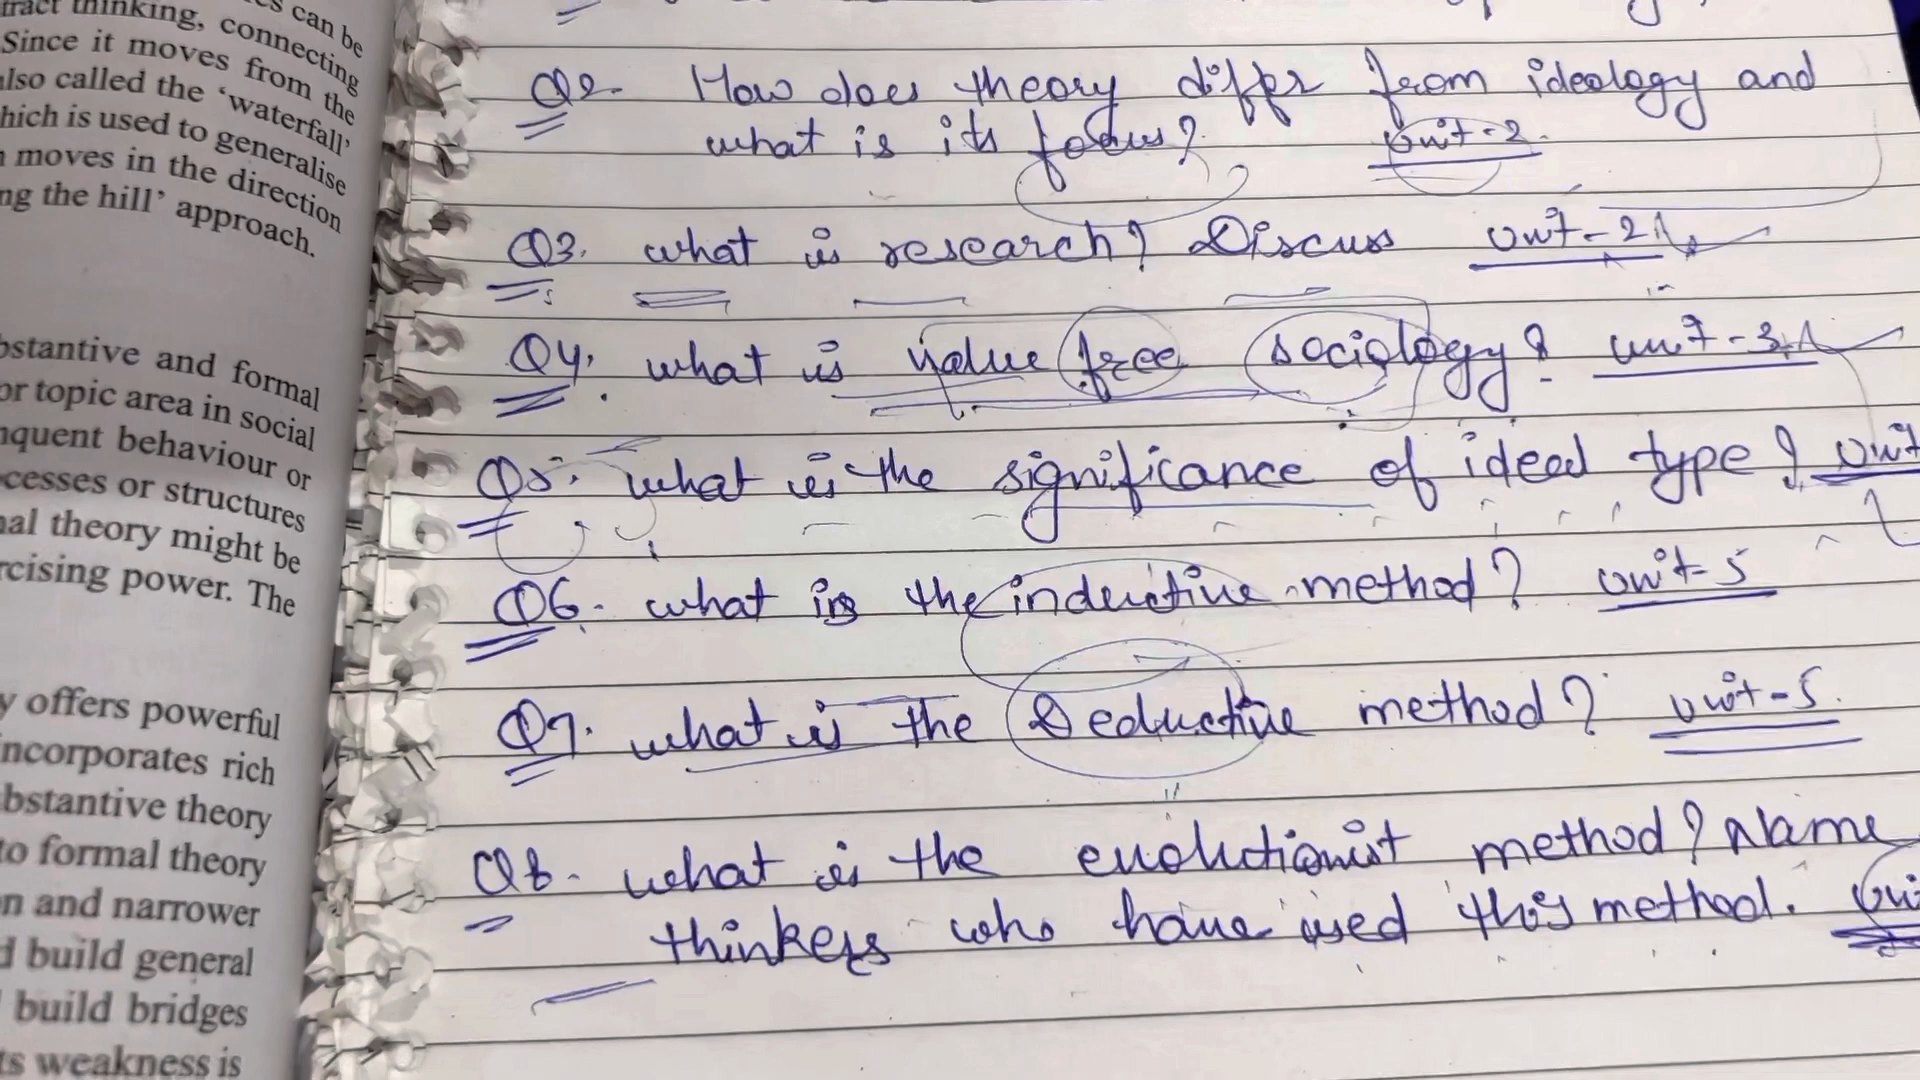 can be
thinking, connecting
Since it moves from the
also called the ‘waterfall’
hich is used to generalise
moves in the direction
ng the hill’ approach.
bstantive and formal
or topic area in social
nquent behaviour or
cesses or structures
nal theory might be
rcising power. The
y offers powerful
incorporates rich
bstantive theory
to formal theory
n and narrower
d build general
build bridges
ts weakness is
Q2. How does theory differ from ideology and
what is its focus? Unit-2.
Q3. what is research? Discuss Unit-2
Q4. what is value free sociology? unit-3
Q5. what is the significance of ideal type? Unit
Q6. what is the inductive method? Unit-5
Q7. what is the Deductive method? Unit-5.
Q8. what is the evolutionist method? Name
thinkers who have used this method. Uni